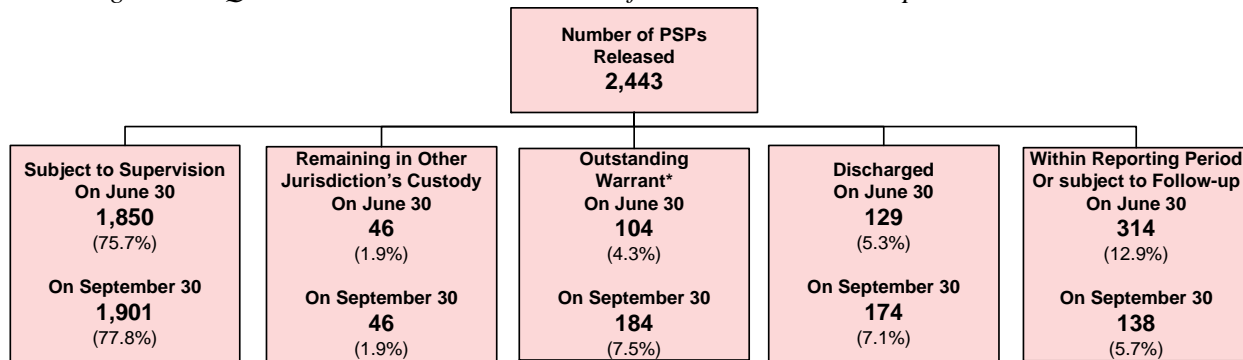 Number of PSPs
Released
2,443
Subject to Supervision
On June 30
1,850
(75.7%)
On September 30
1,901
(77.8%)
Remaining in Other
Jurisdiction's Custody
On June 30
46
(1.9%)
On September 30
46
(1.9%)
Outstanding
Warrant*
On June 30
104
(4.3%)
On September 30
184
(7.5%)
Discharged
On June 30
129
(5.3%)
On September 30
174
(7.1%)
Within Reporting Period
Or subject to Follow-up
On June 30
314
(12.9%)
On September 30
138
(5.7%)